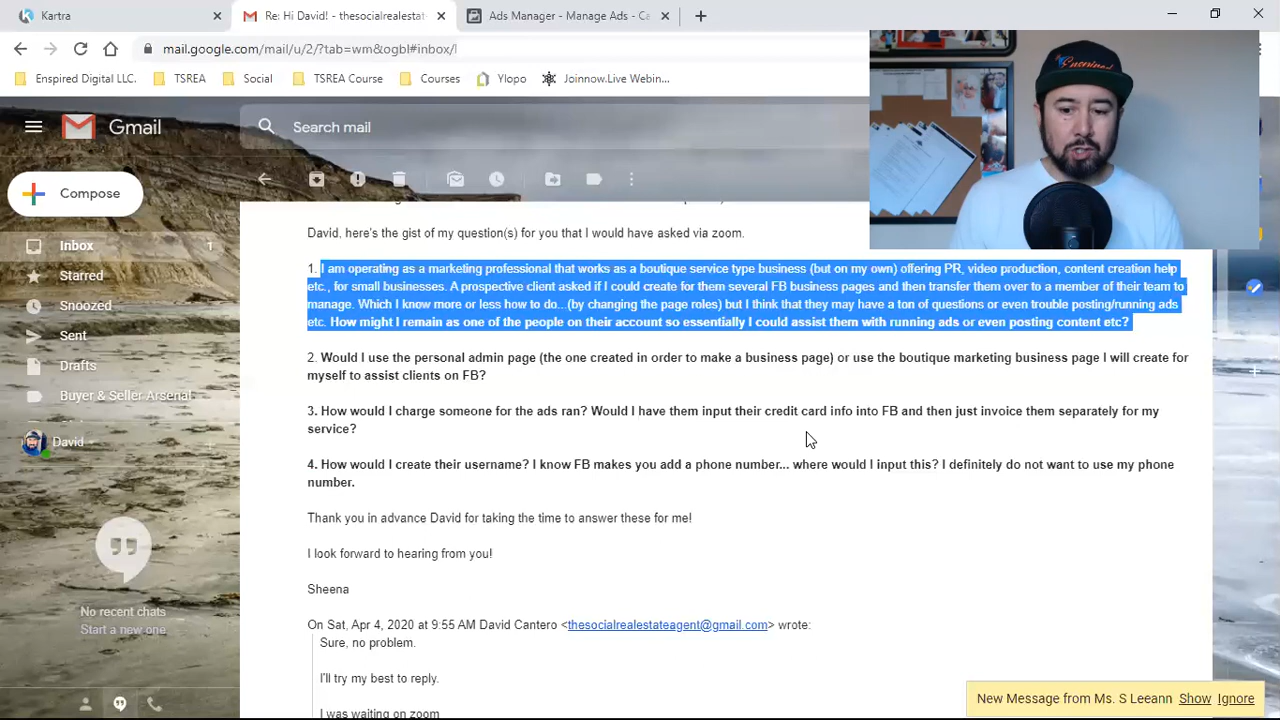 Kartra
Re: Hi David! - thesocialrealesta
Ads Manager - Manage Ads - Ca
mail.google.com/mail/u/2/?tab=wm&ogbl#inbox/
Enspired Digital LLC.
TSREA
Social
TSREA Co
Courses
Ylopo
Joinnow.Live Webin...
Gmail
Search mail
Compose
Inbox
1
Starred
Snoozed
Sent
Drafts
Buyer & Seller Arsenal
David
No recent chats
Start a new one
David, here's the gist of my question(s) for you that I would have asked via zoom.
1. I am operating as a marketing professional that works as a boutique service type business (but on my own) offering PR, video production, content creation help
etc., for small businesses. A prospective client asked if I could create for them several FB business pages and then transfer them over to a member of their team to
manage. Which I know more or less how to do...(by changing the page roles) but I think that they may have a ton of questions or even trouble posting/running ads
etc. How might I remain as one of the people on their account so essentially I could assist them with running ads or even posting content etc?
2. Would I use the personal admin page (the one created in order to make a business page) or use the boutique marketing business page I will create for
myself to assist clients on FB?
3. How would I charge someone for the ads ran? Would I have them input their credit card info into FB and then just invoice them separately for my
service?
4. How would I create their username? I know FB makes you add a phone number... where would I input this? I definitely do not want to use my phone
number.
Thank you in advance David for taking the time to answer these for me!
I look forward to hearing from you!
Sheena
On Sat, Apr 4, 2020 at 9:55 AM David Cantero <thesocialrealestateagent@gmail.com> wrote:
Sure, no problem.
I'll try my best to reply.
I was waiting on zoom
New Message from Ms. S Leeann Show Ignore